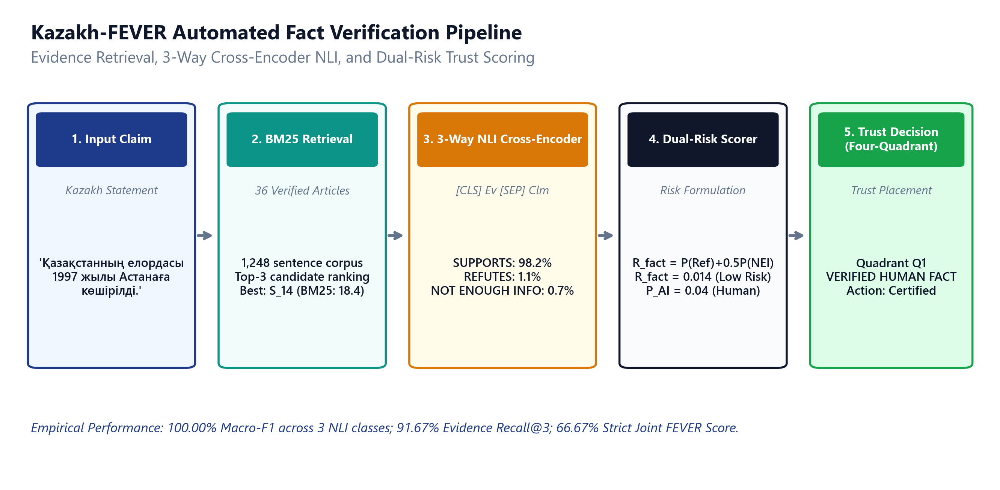 Kazakh-FEVER Automated Fact Verification Pipeline
Evidence Retrieval, 3-Way Cross-Encoder NLI, and Dual-Risk Trust Scoring
1. Input Claim
Kazakh Statement
'Қазақстанның елордасы
1997 жылы Астанаға
көшірілді.'
2. BM25 Retrieval
36 Verified Articles
1,248 sentence corpus
Top-3 candidate ranking
Best: S_14 (BM25: 18.4)
3. 3-Way NLI Cross-Encoder
[CLS] Ev [SEP] Clm
SUPPORTS: 98.2%
REFUTES: 1.1%
NOT ENOUGH INFO: 0.7%
4. Dual-Risk Scorer
Risk Formulation
R_fact = P(Ref)+0.5P(NEI)
R_fact = 0.014 (Low Risk)
P_AI = 0.04 (Human)
5. Trust Decision
(Four-Quadrant)
Trust Placement
Quadrant Q1
VERIFIED HUMAN FACT
Action: Certified
Empirical Performance: 100.00% Macro-F1 across 3 NLI classes; 91.67% Evidence Recall@3; 66.67% Strict Joint FEVER Score.